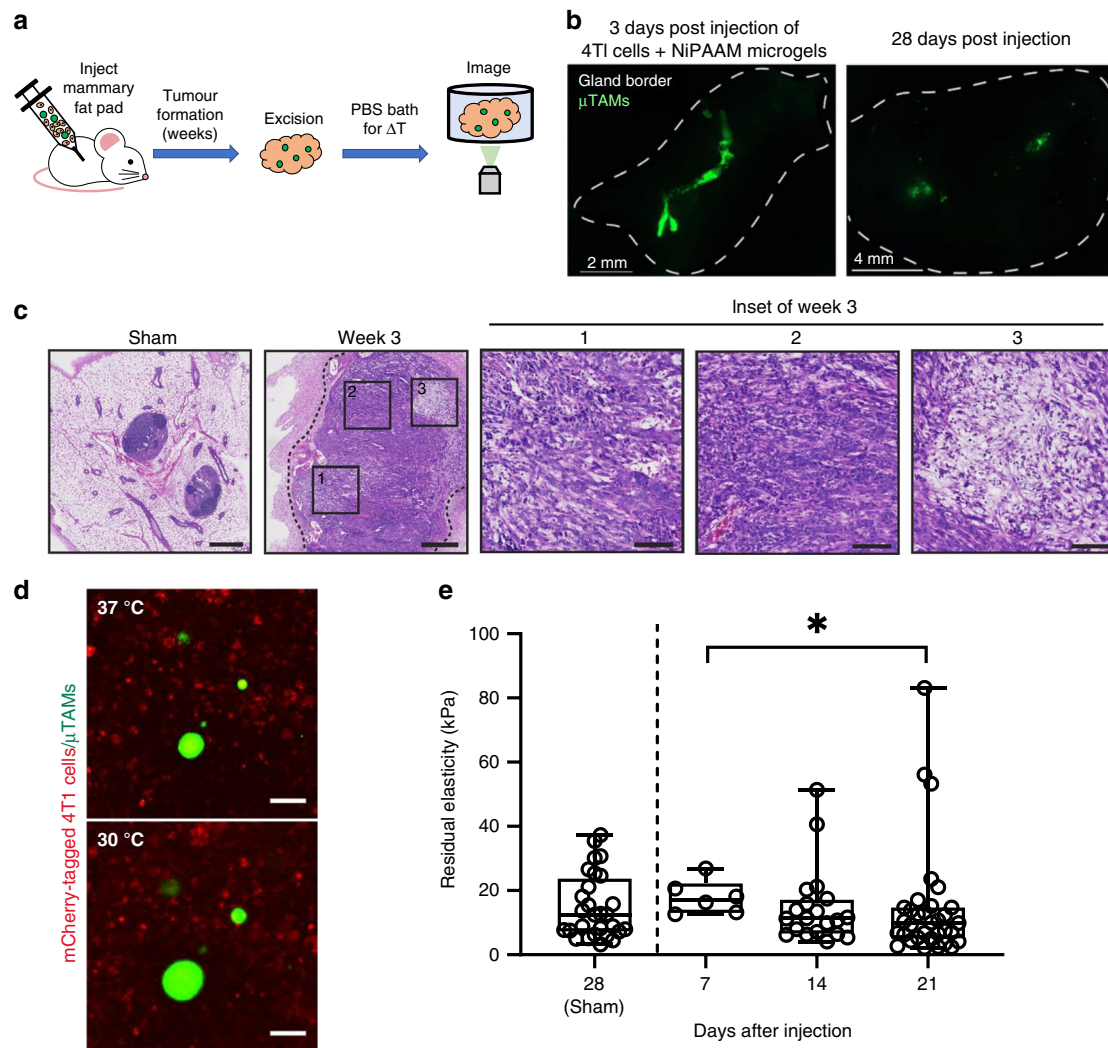 a
Inject
mammary
fat pad
Tumour
formation
(weeks)
Excision
PBS bath
for ΔT
Image
b
3 days post injection of
4Tl cells + NiPAAM microgels
28 days post injection
Gland border
μTAMs
2 mm
4 mm
c
Sham
Week 3
Inset of week 3
1
2
3
2
3
1
d
37 °C
30 °C
mCherry-tagged 4T1 cells/μTAMs
e
*
Residual elasticity (kPa)
100
80
60
40
20
0
28
(Sham)
7
14
21
Days after injection